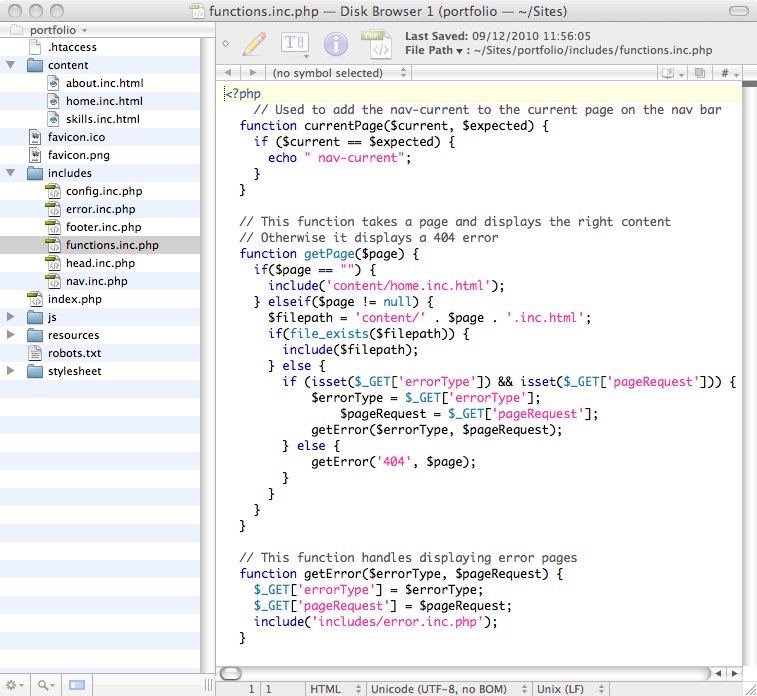 functions.inc.php — Disk Browser 1 (portfolio — ~/Sites)
portfolio
.htaccess
content
about.inc.html
home.inc.html
skills.inc.html
favicon.ico
favicon.png
includes
config.inc.php
error.inc.php
footer.inc.php
functions.inc.php
head.inc.php
nav.inc.php
index.php
js
resources
robots.txt
stylesheet
T
PHP
Last Saved: 09/12/2010 11:56:05
File Path ▾ : ~/Sites/portfolio/includes/functions.inc.php
(no symbol selected)
#
<?php
// Used to add the nav-current to the current page on the nav bar
function currentPage($current, $expected) {
if ($current == $expected) {
echo " nav-current";
}
}
// This function takes a page and displays the right content
// Otherwise it displays a 404 error
function getPage($page) {
if($page == "") {
include('content/home.inc.html');
} elseif($page != null) {
$filepath = 'content/' . $page . '.inc.html';
if(file_exists($filepath)) {
include($filepath);
} else {
if (isset($_GET['errorType']) && isset($_GET['pageRequest'])) {
$errorType = $_GET['errorType'];
$pageRequest = $_GET['pageRequest'];
getError($errorType, $pageRequest);
} else {
getError('404', $page);
}
}
}
}
// This function handles displaying error pages
function getError($errorType, $pageRequest) {
$_GET['errorType'] = $errorType;
$_GET['pageRequest'] = $pageRequest;
include('includes/error.inc.php');
}
1 1 HTML Unicode (UTF-8, no BOM) Unix (LF)